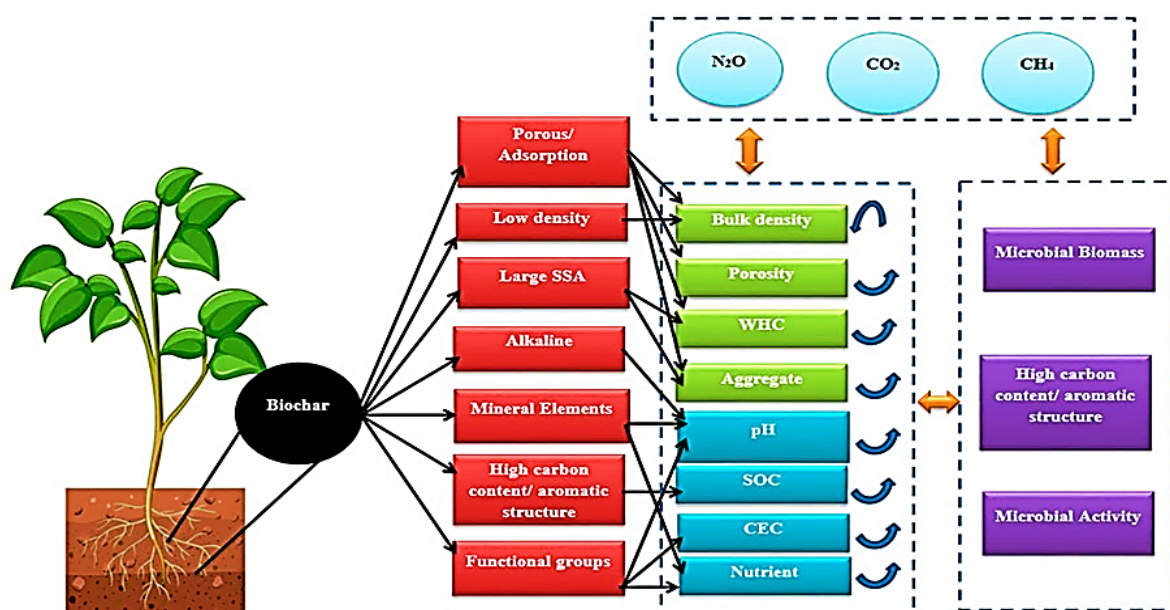 N₂O
CO₂
CH₄
Porous/
Adsorption
Low density
Large SSA
Alkaline
Mineral Elements
High carbon
content/ aromatic
structure
Functional groups
Biochar
Bulk density
Porosity
WHC
Aggregate
pH
SOC
CEC
Nutrient
Microbial Biomass
High carbon
content/ aromatic
structure
Microbial Activity